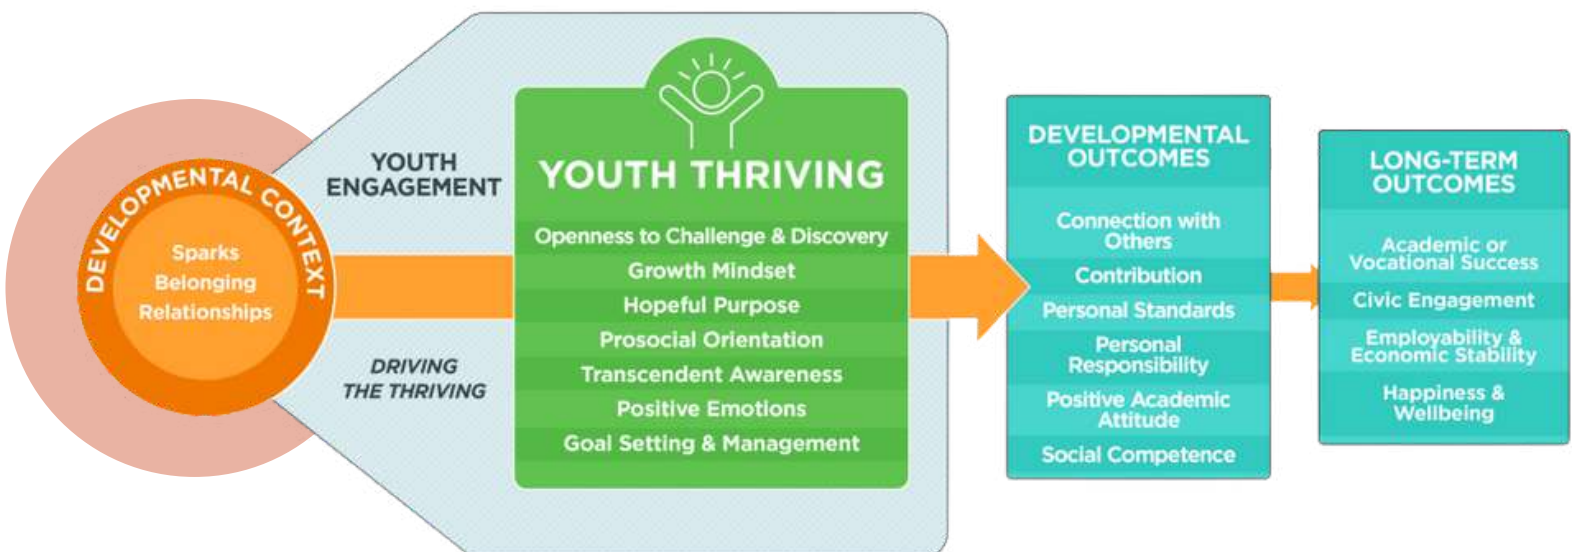 DEVELOPMENTAL CONTEXT
Sparks
Belonging
Relationships
YOUTH
ENGAGEMENT
DRIVING
THE THRIVING
YOUTH THRIVING
Openness to Challenge & Discovery
Growth Mindset
Hopeful Purpose
Prosocial Orientation
Transcendent Awareness
Positive Emotions
Goal Setting & Management
DEVELOPMENTAL
OUTCOMES
Connection with
Others
Contribution
Personal Standards
Personal
Responsibility
Positive Academic
Attitude
Social Competence
LONG-TERM
OUTCOMES
Academic or
Vocational Success
Civic Engagement
Employability &
Economic Stability
Happiness &
Wellbeing